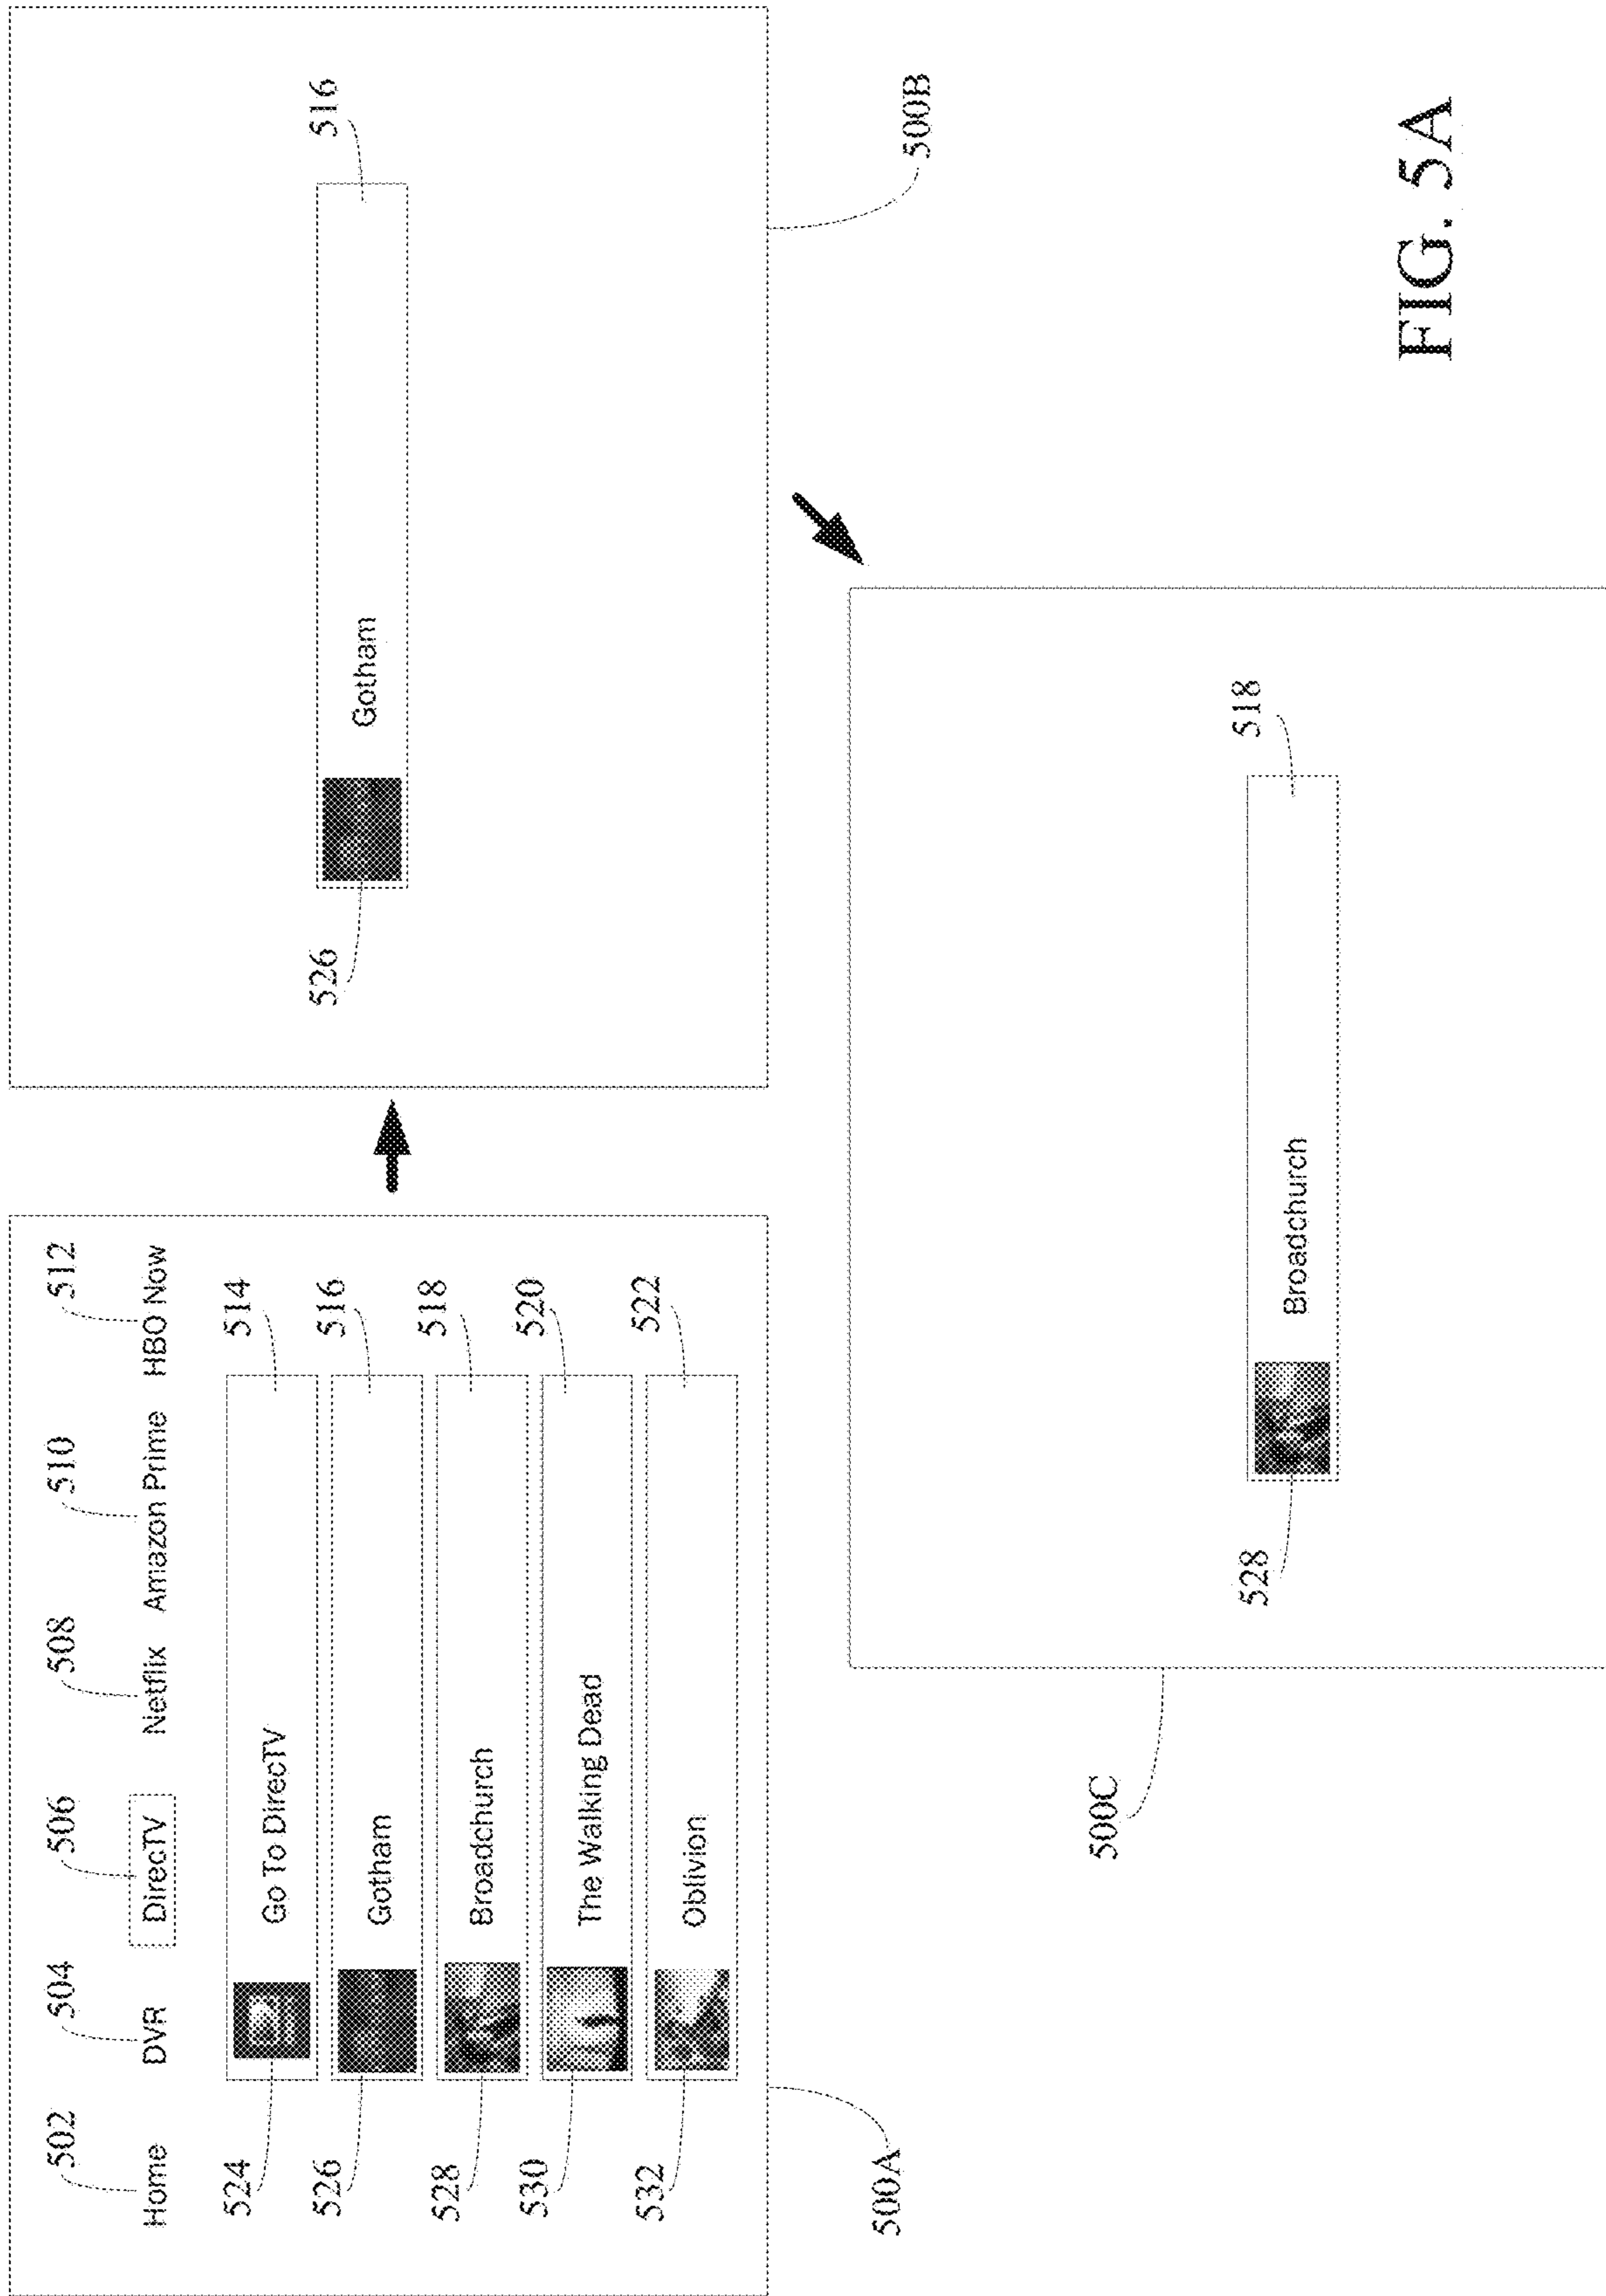 502 504 506 508 510 512
Home DVR DirecTV Netflix Amazon Prime HBO Now
524 Go To DirecTV 514
526 Gotham 516
528 Broadchurch 518
530 The Walking Dead 520
532 Oblivion 522
500A
526 Gotham 516
500B
528 Broadchurch 518
500C
FIG. 5A